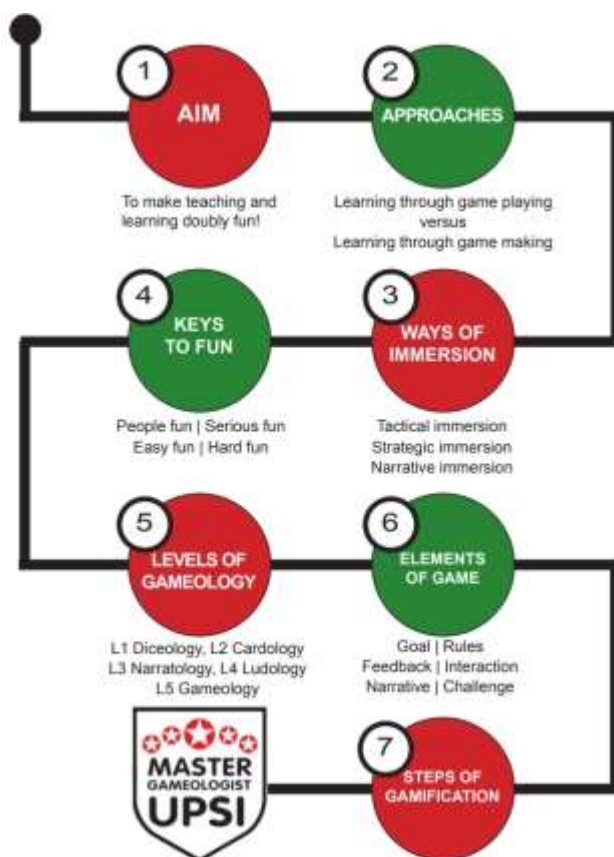 1
AIM
To make teaching and
learning doubly fun!
2
APPROACHES
Learning through game playing
versus
Learning through game making
3
WAYS OF
IMMERSION
Tactical immersion
Strategic immersion
Narrative immersion
4
KEYS
TO FUN
People fun | Serious fun
Easy fun | Hard fun
5
LEVELS OF
GAMEOLOGY
L1 Diceology, L2 Cardology
L3 Narratology, L4 Ludology
L5 Gameology
6
ELEMENTS
OF GAME
Goal | Rules
Feedback | Interaction
Narrative | Challenge
7
STEPS OF
GAMIFICATION
MASTER
GAMEOLOGIST
UPSI